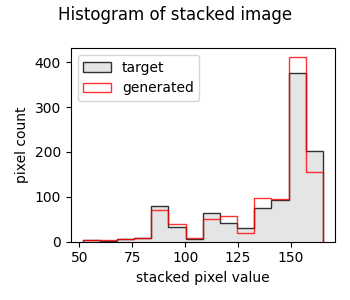 Histogram of stacked image
400
300
200
100
0
pixel count
target
generated
50
75
100
125
150
stacked pixel value